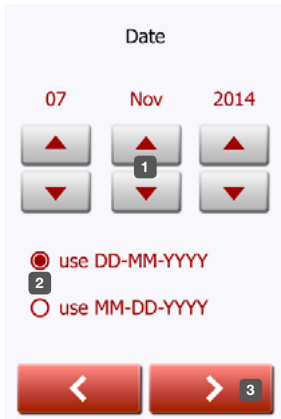 Date
07 Nov 2014
1
use DD-MM-YYYY
2
use MM-DD-YYYY
3